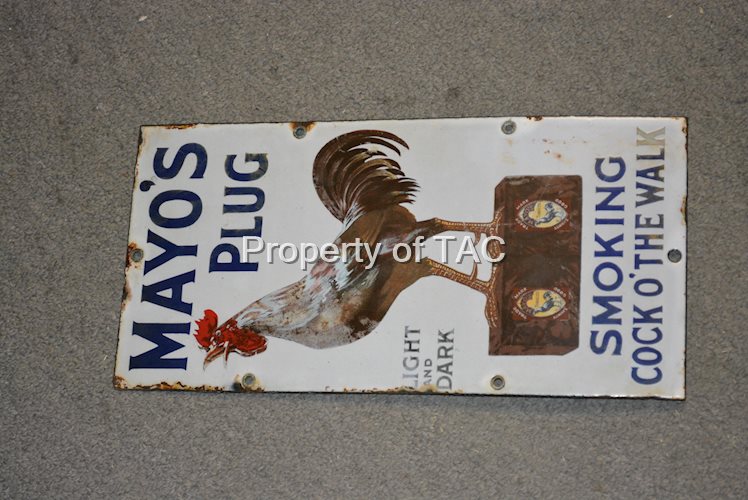 MAYO'S
PLUG
LIGHT
AND
DARK
SMOKING
COCK O' THE WALK
Property of TAC